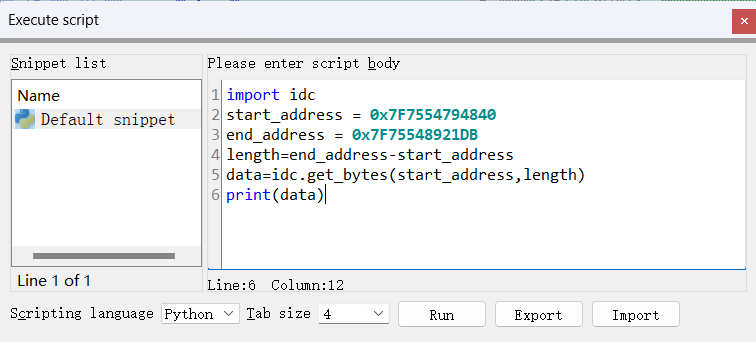 Execute script
Snippet list
Please enter script body
Name
Default snippet
1 import idc
2 start_address = 0x7F7554794840
3 end_address = 0x7F75548921DB
4 length=end_address-start_address
5 data=idc.get_bytes(start_address,length)
6 print(data)
Line 1 of 1
Line:6 Column:12
Scripting language Python Tab size 4 Run Export Import